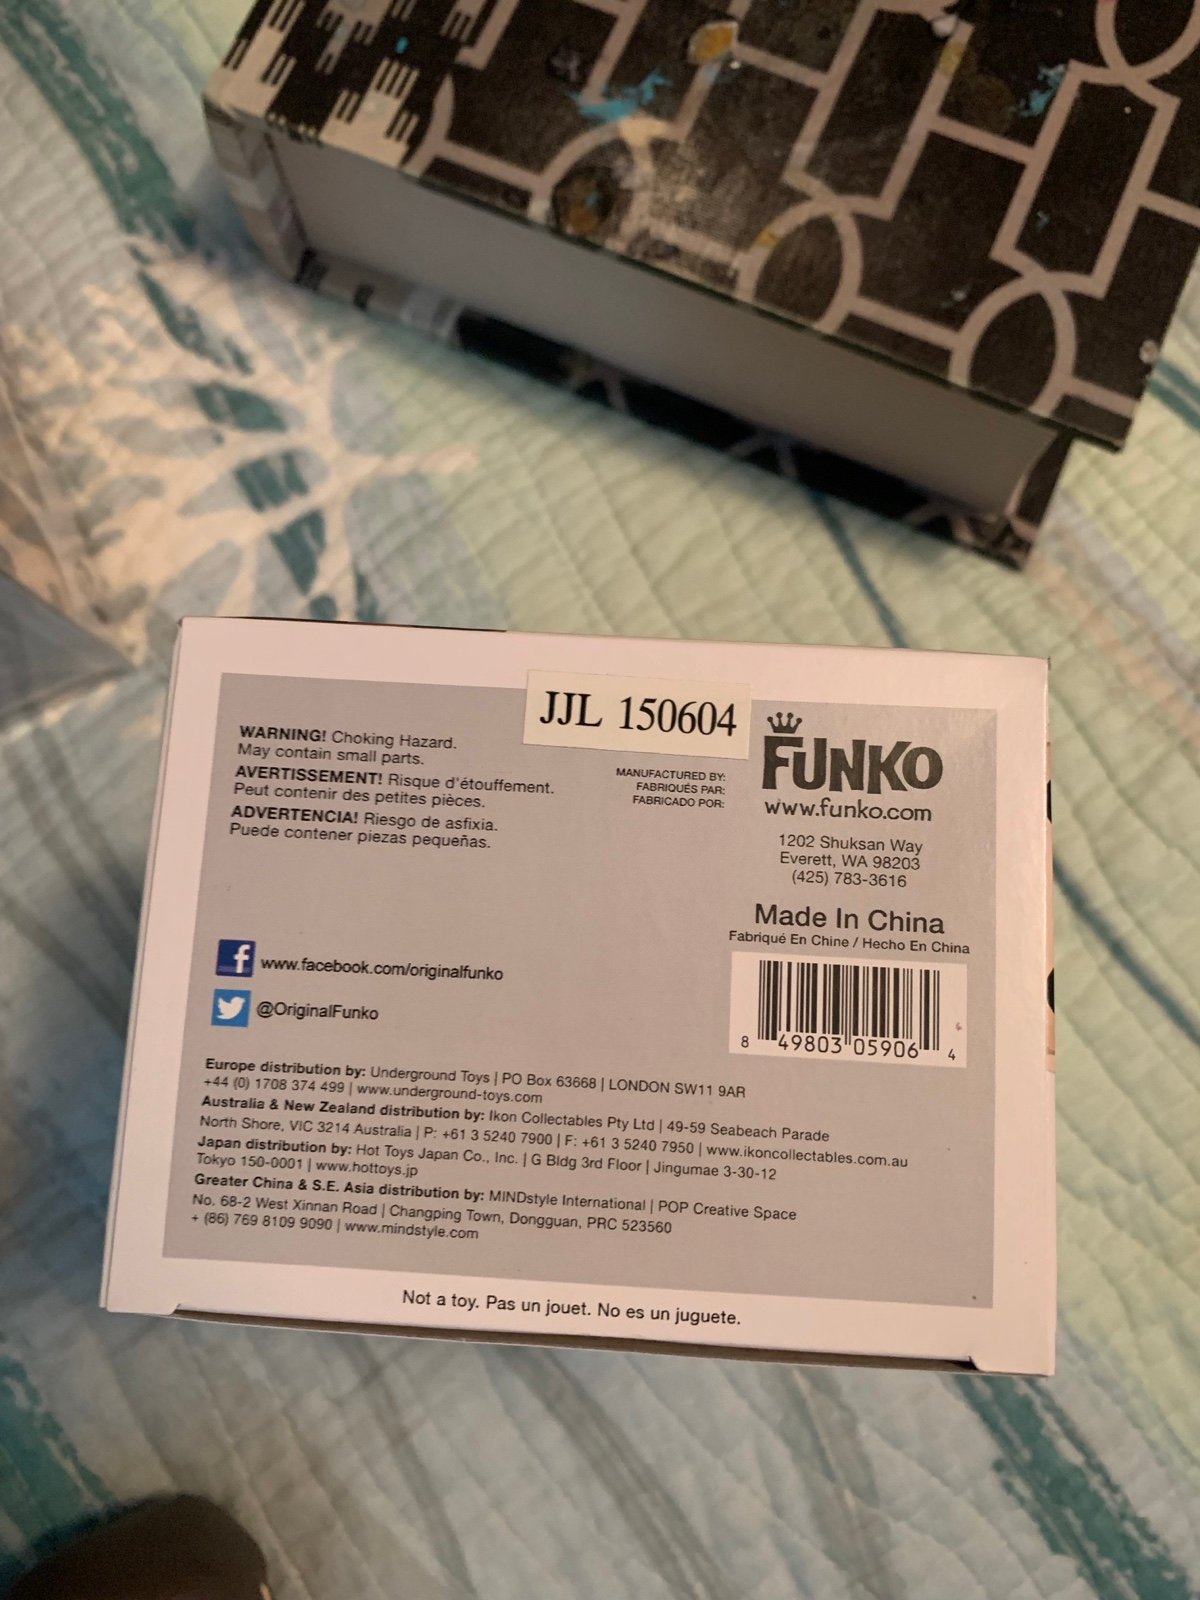 JJL 150604
WARNING! Choking Hazard.
May contain small parts.
AVERTISSEMENT! Risque d'étouffement.
Peut contenir des petites pièces.
ADVERTENCIA! Riesgo de asfixia.
Puede contener piezas pequeñas.
MANUFACTURED BY:
FABRIQUÉS PAR:
FABRICADO POR:
FUNKO
www.funko.com
1202 Shuksan Way
Everett, WA 98203
(425) 783-3616
Made In China
Fabriqué En Chine / Hecho En China
8 49803 05906 4
4
f www.facebook.com/originalfunko
@OriginalFunko
Europe distribution by: Underground Toys | PO Box 63668 | LONDON SW11 9AR
+44 (0) 1708 374 499 | www.underground-toys.com
Australia & New Zealand distribution by: Ikon Collectables Pty Ltd | 49-59 Seabeach Parade
North Shore, VIC 3214 Australia | P: +61 3 5240 7900 | F: +61 3 5240 7950 | www.ikoncollectables.com.au
Japan distribution by: Hot Toys Japan Co., Inc. | G Bldg 3rd Floor | Jingumae 3-30-12
Tokyo 150-0001 | www.hottoys.jp
Greater China & S.E. Asia distribution by: MINDstyle International | POP Creative Space
No. 68-2 West Xinnan Road | Changping Town, Dongguan, PRC 523560
+ (86) 769 8109 9090 | www.mindstyle.com
Not a toy. Pas un jouet. No es un juguete.